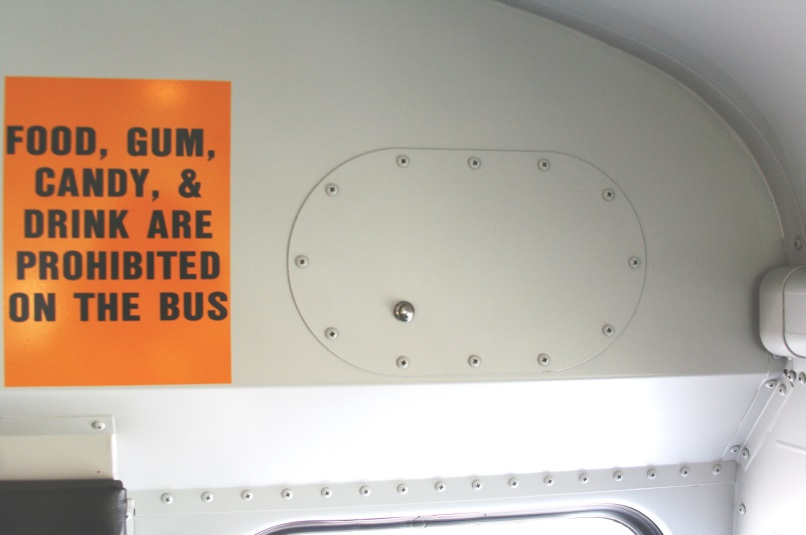 FOOD, GUM,
CANDY, &
DRINK ARE
PROHIBITED
ON THE BUS